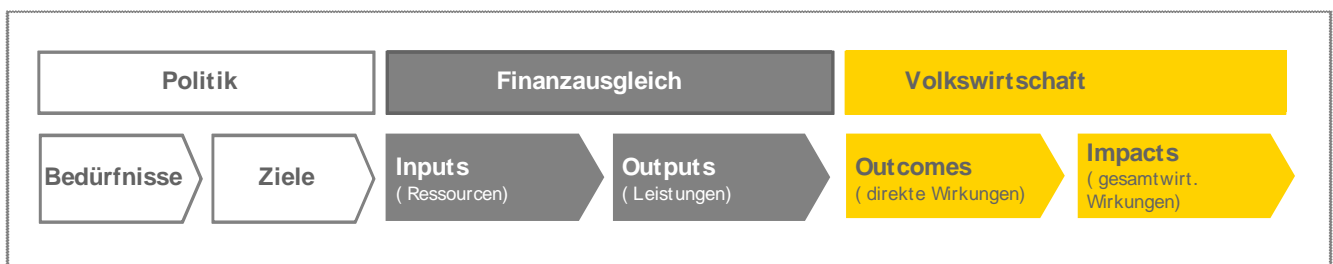 Politik
Finanzausgleich
Volkswirtschaft
Bedürfnisse
Ziele
Inputs
( Ressourcen)
Outputs
( Leistungen)
Outcomes
( direkte Wirkungen)
Impacts
( gesamtwirt.
Wirkungen)